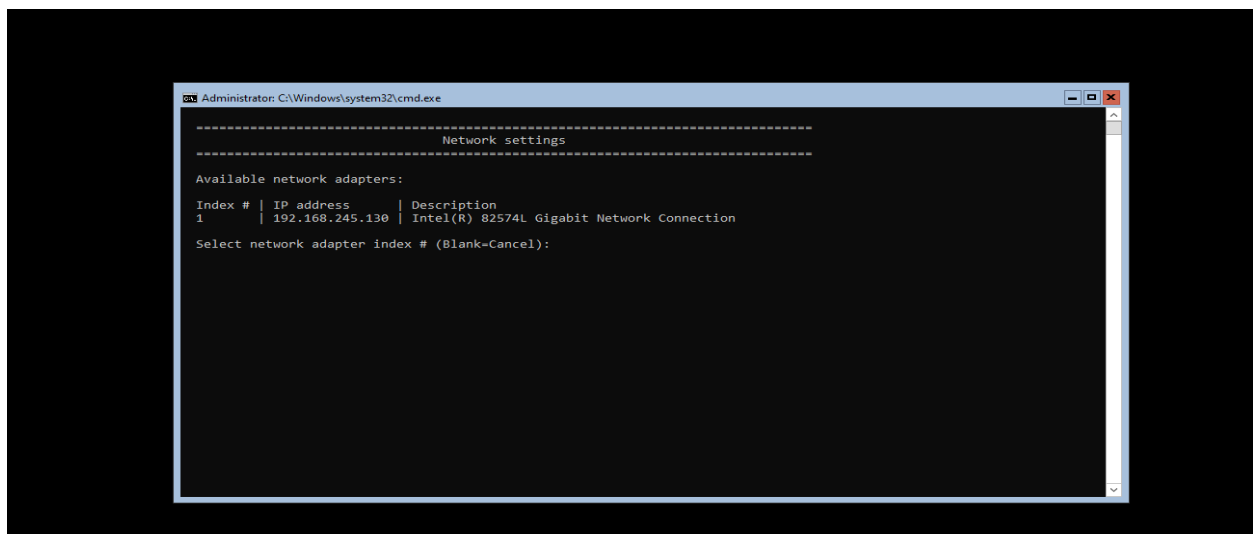 Administrator: C:\Windows\system32\cmd.exe
================================================================================
Network settings
================================================================================
Available network adapters:
Index # | IP address      | Description
1       | 192.168.245.130 | Intel(R) 82574L Gigabit Network Connection
Select network adapter index # (Blank=Cancel):